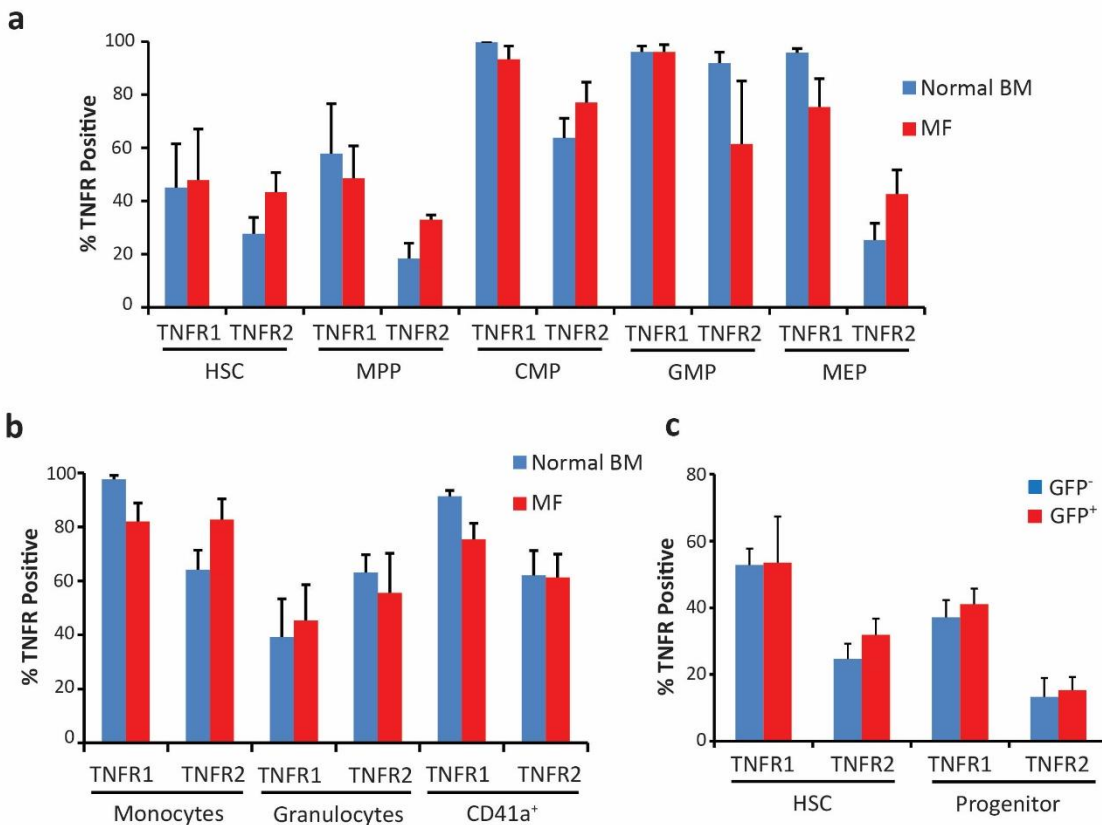 a
% TNFR Positive
100
80
60
40
20
0
Normal BM
MF
TNFR1 TNFR2 TNFR1 TNFR2 TNFR1 TNFR2 TNFR1 TNFR2 TNFR1 TNFR2
HSC MPP CMP GMP MEP
b
% TNFR Positive
100
80
60
40
20
0
Normal BM
MF
TNFR1 TNFR2 TNFR1 TNFR2 TNFR1 TNFR2
Monocytes Granulocytes CD41a⁺
c
% TNFR Positive
80
60
40
20
0
GFP⁻
GFP⁺
TNFR1 TNFR2 TNFR1 TNFR2
HSC Progenitor